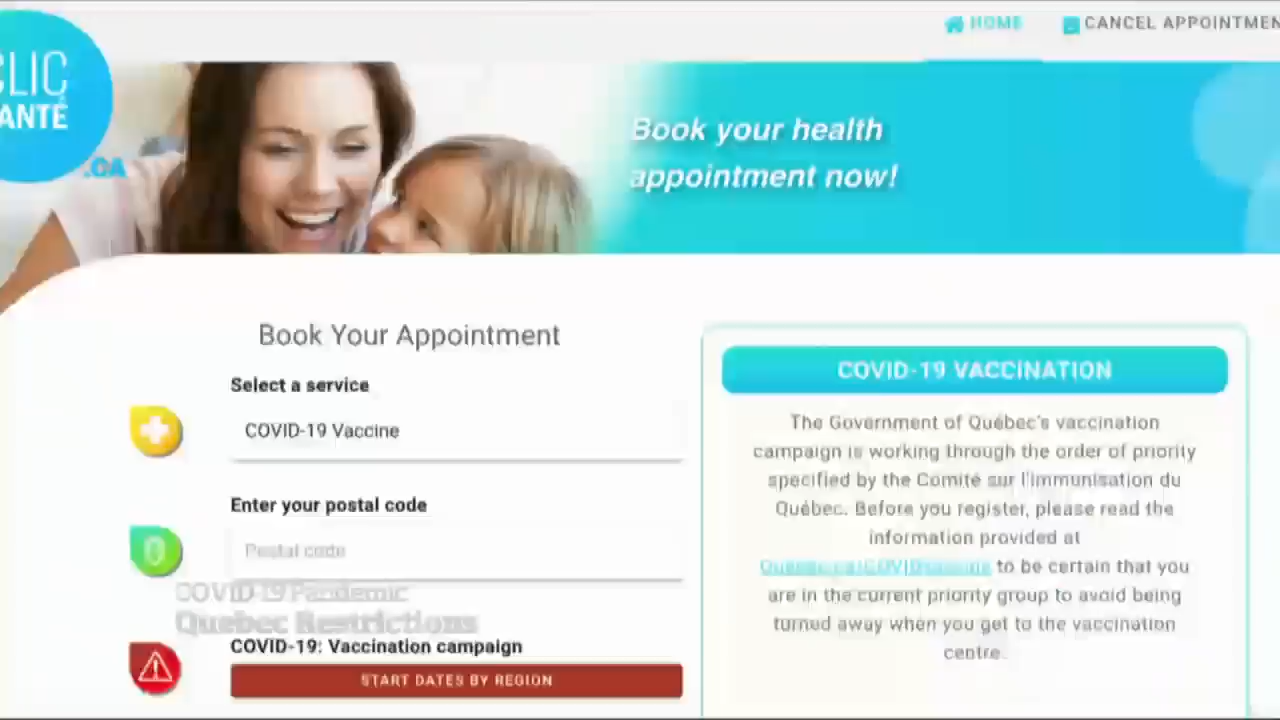 HOME
CANCEL APPOINTMEN
CLIC
ANTÉ
.CA
Book your health
appointment now!
Book Your Appointment
Select a service
COVID-19 Vaccine
Enter your postal code
Postal code
COVID-19 Pandemic
Quebec Restrictions
COVID-19: Vaccination campaign
START DATES BY REGION
COVID-19 VACCINATION
The Government of Québec's vaccination
campaign is working through the order of priority
specified by the Comité sur l'immunisation du
Québec. Before you register, please read the
information provided at
to be certain that you
are in the current priority group to avoid being
turned away when you get to the vaccination
centre.